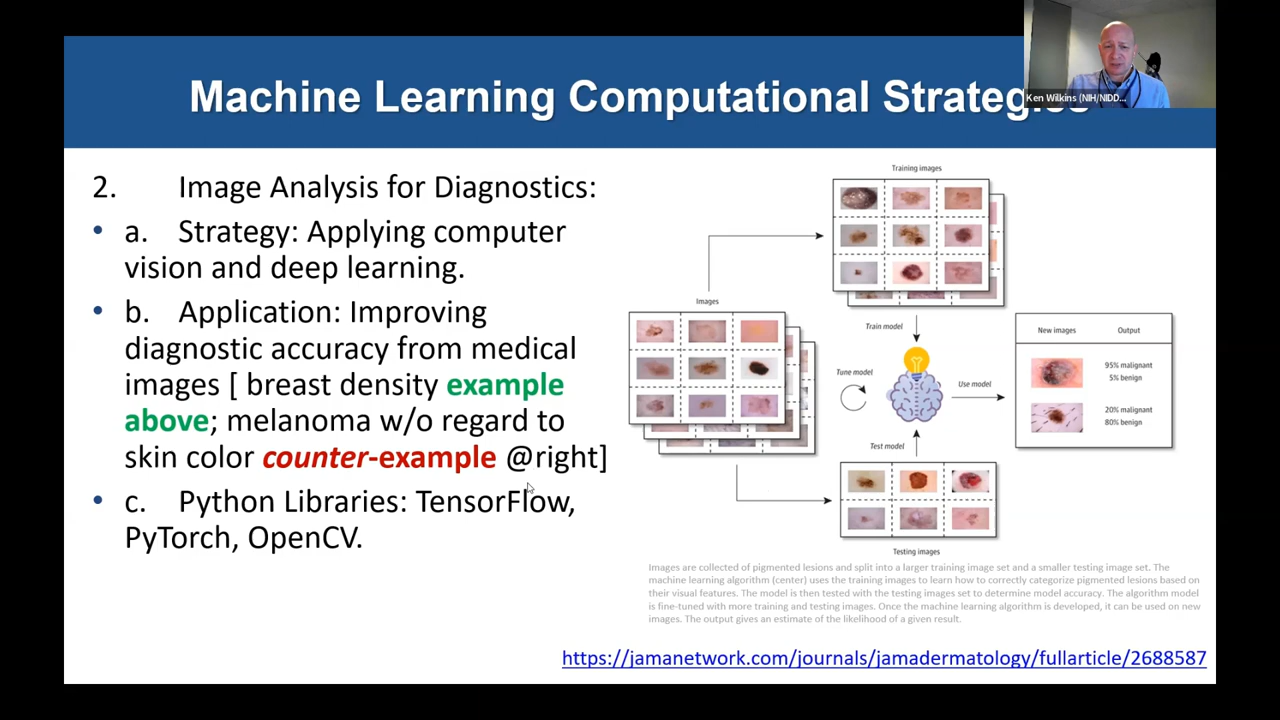 Machine Learning Computational Strategies
Ken Wilkins (NIH/NIDD...
2. Image Analysis for Diagnostics:
• a. Strategy: Applying computer
vision and deep learning.
• b. Application: Improving
diagnostic accuracy from medical
images [ breast density example
above; melanoma w/o regard to
skin color counter-example @right]
• c. Python Libraries: TensorFlow,
PyTorch, OpenCV.
Training images
Images
Train model
Tune model
Use model
Test model
New images Output
95% malignant
5% benign
20% malignant
80% benign
Testing images
Images are collected of pigmented lesions and split into a larger training image set and a smaller testing image set. The
machine learning algorithm (center) uses the training images to learn how to correctly categorize pigmented lesions based on
their visual features. The model is then tested with the testing images set to determine model accuracy. The algorithm model
is fine-tuned with more training and testing images. Once the machine learning algorithm is developed, it can be used on new
images. The output gives an estimate of the likelihood of a given result.
https://jamanetwork.com/journals/jamadermatology/fullarticle/2688587